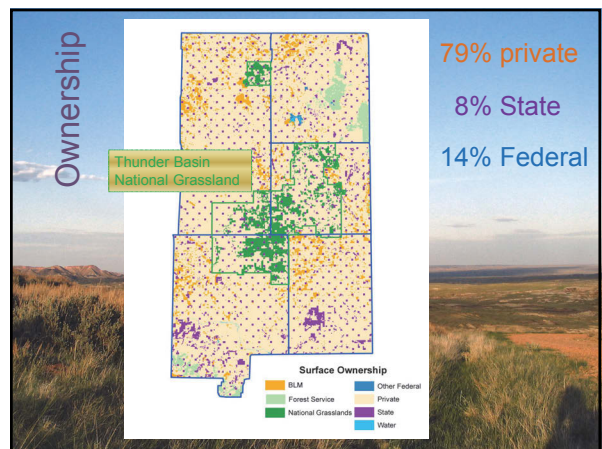 Ownership
79% private
8% State
14% Federal
Thunder Basin
National Grassland
Surface Ownership
BLM
Forest Service
National Grasslands
Other Federal
Private
State
Water